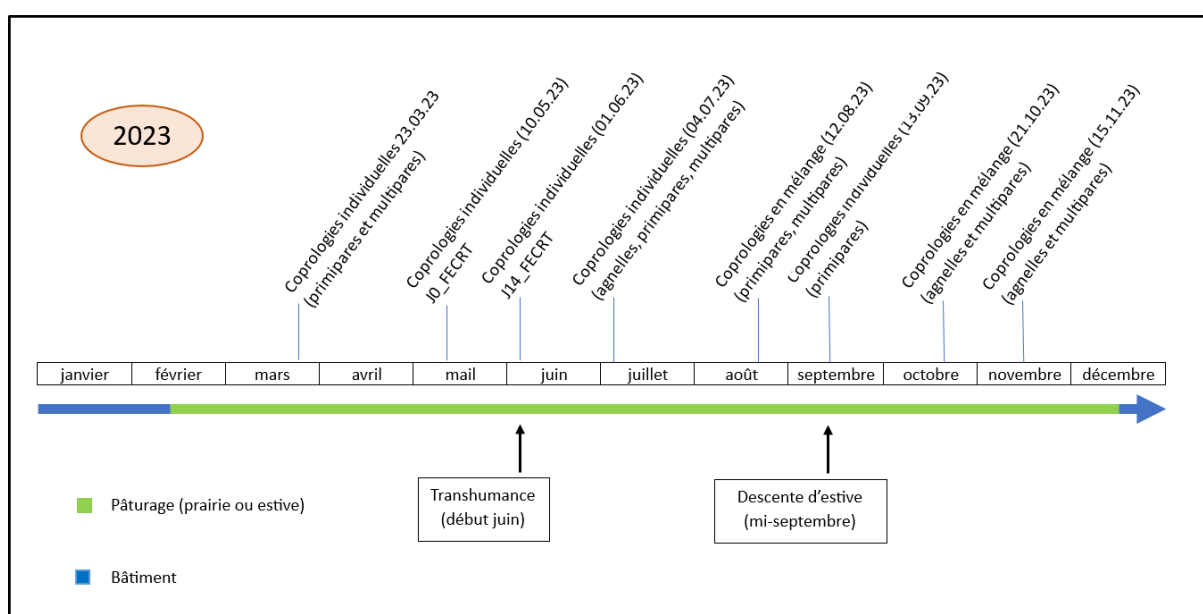 2023
Coprologies individuelles 23.03.23
(primipares et multipares)
Coprologies individuelles (10.05.23)
J0_FECRT
Coprologies individuelles (01.06.23)
J14_FECRT
Coprologies individuelles (04.07.23)
(agnelles, primipares, multipares)
Coprologies en mélange (12.08.23)
(primipares, multipares)
Coprologies individuelles (13.09.23)
(primipares)
Coprologies en mélange (21.10.23)
(agnelles et multipares)
Coprologies en mélange (15.11.23)
(agnelles et multipares)
janvier février mars avril mail juin juillet août septembre octobre novembre décembre
Transhumance
(début juin)
Descente d'estive
(mi-septembre)
Pâturage (prairie ou estive)
Bâtiment